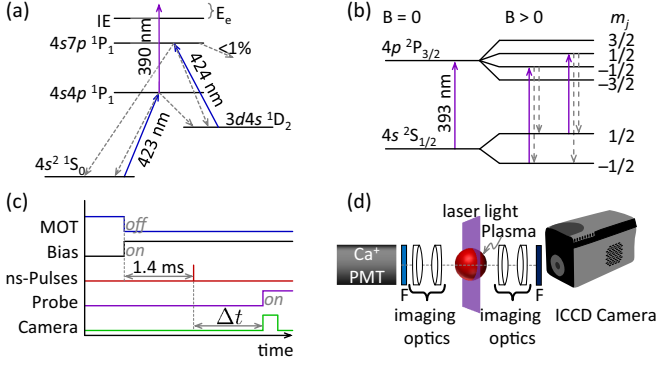 (a)
IE
}E_e
4s7p ¹P₁
<1%
390 nm
424 nm
4s4p ¹P₁
3d4s ¹D₂
423 nm
4s² ¹S₀
(b)
B = 0
B > 0
m_j
4p ²P₃/₂
3/2
1/2
−1/2
−3/2
393 nm
4s ²S₁/₂
1/2
−1/2
(c)
MOT
off
Bias
on
1.4 ms
ns-Pulses
Probe
on
Δt
Camera
time
(d)
laser light
Plasma
Ca⁺
PMT
F
F
imaging
optics
imaging
optics
ICCD Camera